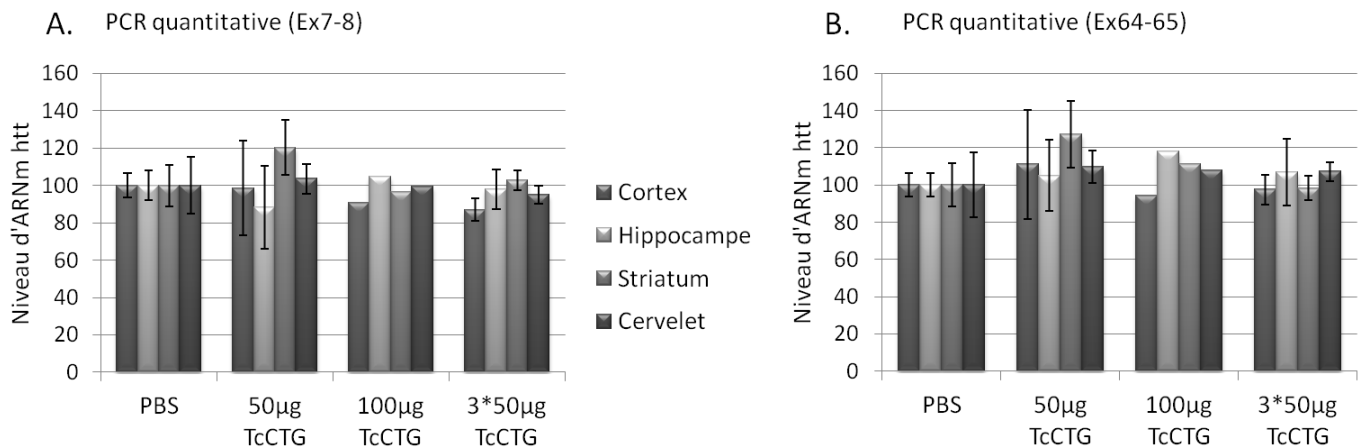 A. PCR quantitative (Ex7-8)
Niveau d'ARNm htt
160
140
120
100
80
60
40
20
0
PBS
50µg
TcCTG
100µg
TcCTG
3*50µg
TcCTG
Cortex
Hippocampe
Striatum
Cervelet
B. PCR quantitative (Ex64-65)
Niveau d'ARNm htt
160
140
120
100
80
60
40
20
0
PBS
50µg
TcCTG
100µg
TcCTG
3*50µg
TcCTG